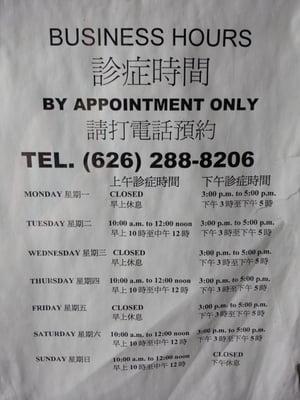 BUSINESS HOURS
診症時間
BY APPOINTMENT ONLY
請打電話預約
TEL. (626) 288-8206
上午診症時間 下午診症時間
MONDAY 星期一 CLOSED 3:00 p.m. to 5:00 p.m.
早上休息 下午3時至下午5時
TUESDAY 星期二 10:00 a.m. to 12:00 noon 3:00 p.m. to 5:00 p.m.
早上10時至中午12時 下午3時至下午5時
WEDNESDAY 星期三 CLOSED 3:00 p.m. to 5:00 p.m.
早上休息 下午3時至下午5時
THURSDAY 星期四 10:00 a.m. to 12:00 noon 3:00 p.m. to 5:00 p.m.
早上10時至中午12時 下午3時至下午5時
FRIDAY 星期五 CLOSED 3:00 p.m. to 5:00 p.m.
早上休息 下午3時至下午5時
SATURDAY 星期六 10:00 a.m. to 12:00 noon 3:00 p.m. to 5:00 p.m.
早上10時至中午12時 下午3時至下午5時
SUNDAY 星期日 10:00 a.m. to 12:00 noon CLOSED
早上10時至中午12時 下午休息